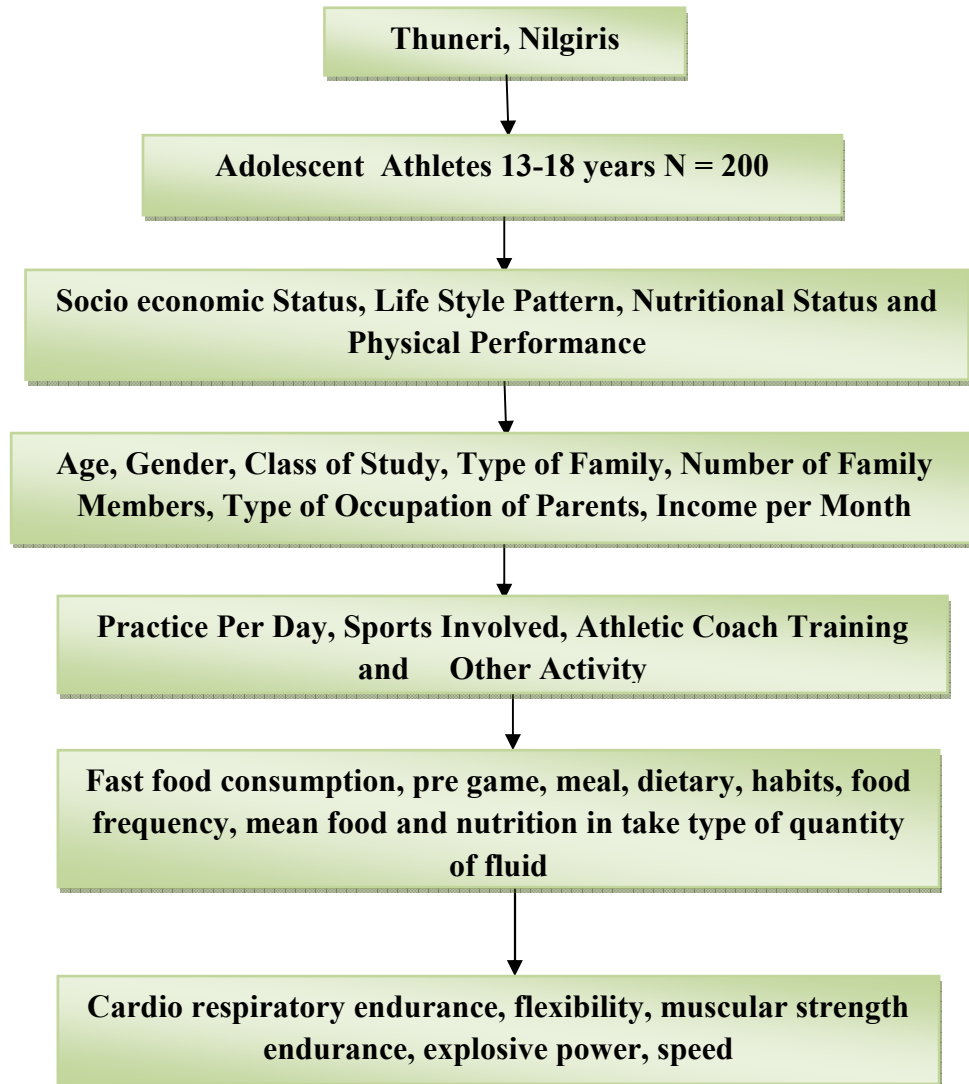 Thuneri, Nilgiris
Adolescent Athletes 13-18 years N = 200
Socio economic Status, Life Style Pattern, Nutritional Status and
Physical Performance
Age, Gender, Class of Study, Type of Family, Number of Family
Members, Type of Occupation of Parents, Income per Month
Practice Per Day, Sports Involved, Athletic Coach Training
and Other Activity
Fast food consumption, pre game, meal, dietary, habits, food
frequency, mean food and nutrition in take type of quantity
of fluid
Cardio respiratory endurance, flexibility, muscular strength
endurance, explosive power, speed